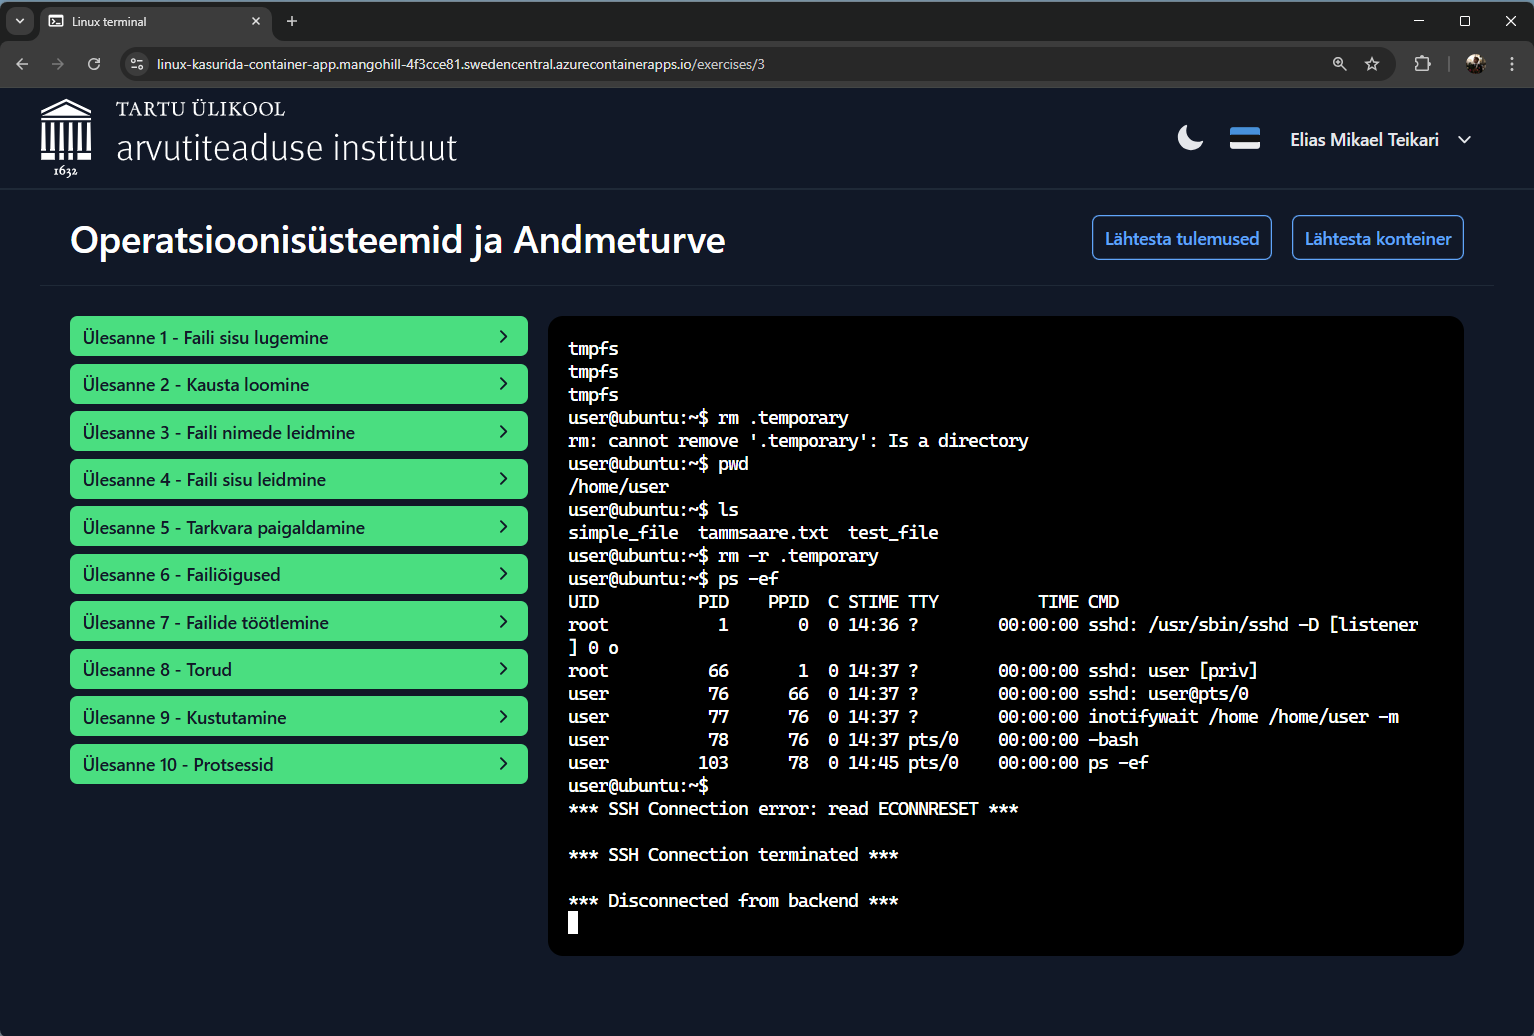 Linux terminal
linux-kasurida-container-app.mangohill-4f3cce81.swedencentral.azurecontainerapps.io/exercises/3
TARTU ÜLIKOOL
arvutiteaduse instituut
1632
Elias Mikael Teikari
Operatsioonisüsteemid ja Andmeturve
Lähtesta tulemused
Lähtesta konteiner
Ülesanne 1 - Faili sisu lugemine
Ülesanne 2 - Kausta loomine
Ülesanne 3 - Faili nimede leidmine
Ülesanne 4 - Faili sisu leidmine
Ülesanne 5 - Tarkvara paigaldamine
Ülesanne 6 - Failiõigused
Ülesanne 7 - Failide töötlemine
Ülesanne 8 - Torud
Ülesanne 9 - Kustutamine
Ülesanne 10 - Protsessid
tmpfs
tmpfs
tmpfs
user@ubuntu:~$ rm .temporary
rm: cannot remove '.temporary': Is a directory
user@ubuntu:~$ pwd
/home/user
user@ubuntu:~$ ls
simple_file  tammsaare.txt  test_file
user@ubuntu:~$ rm -r .temporary
user@ubuntu:~$ ps -ef
UID          PID    PPID  C STIME TTY          TIME CMD
root           1       0  0 14:36 ?        00:00:00 sshd: /usr/sbin/sshd -D [listener
] 0 o
root          66       1  0 14:37 ?        00:00:00 sshd: user [priv]
user          76      66  0 14:37 ?        00:00:00 sshd: user@pts/0
user          77      76  0 14:37 ?        00:00:00 inotifywait /home /home/user -m
user          78      76  0 14:37 pts/0    00:00:00 -bash
user         103      78  0 14:45 pts/0    00:00:00 ps -ef
user@ubuntu:~$
*** SSH Connection error: read ECONNRESET ***
*** SSH Connection terminated ***
*** Disconnected from backend ***